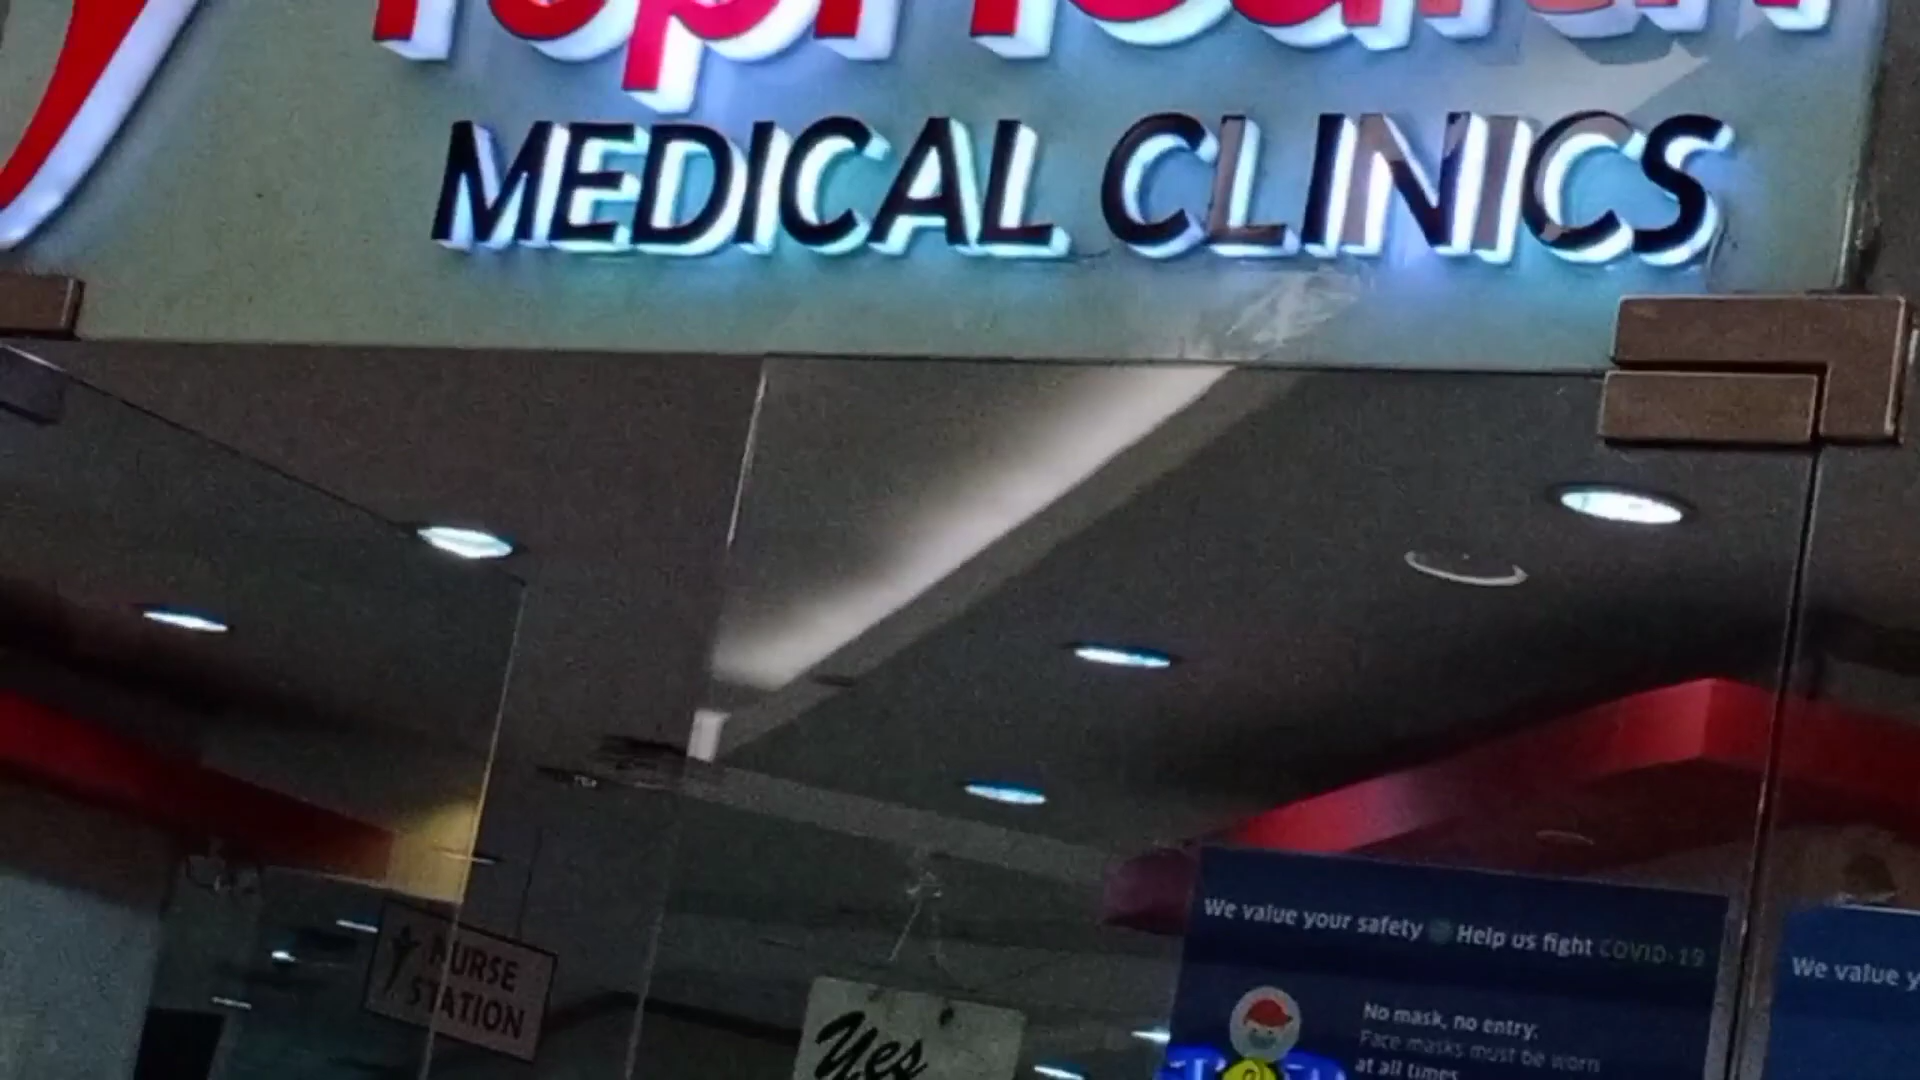 TopHealth
MEDICAL CLINICS
NURSE
STATION
Yes
We value your safety Help us fight COVID-19
No mask, no entry.
Face masks must be worn
at all times
We value y